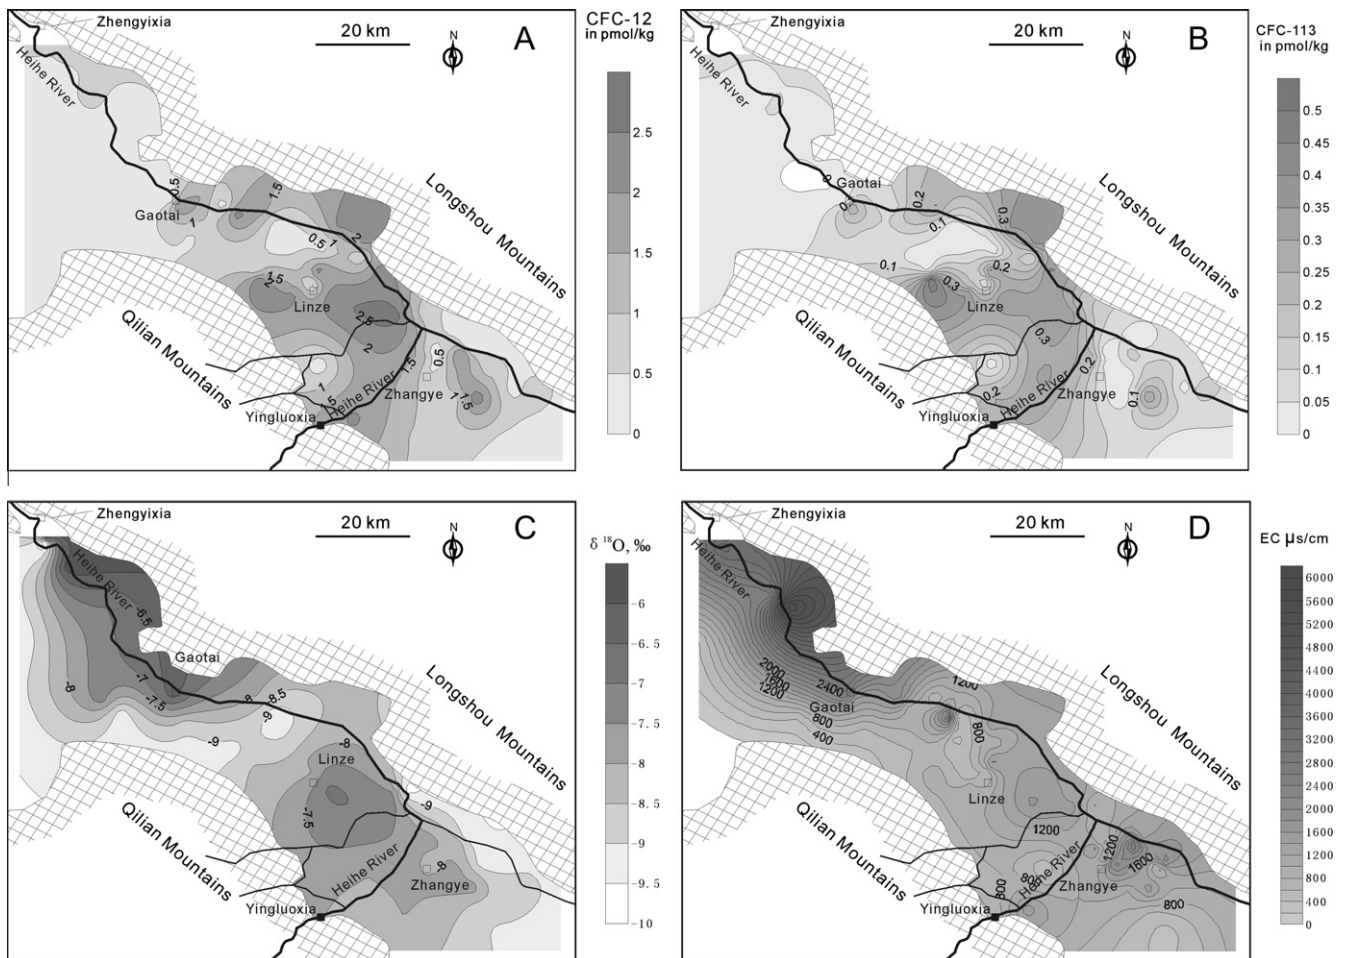 Zhengyixia
20 km
N
A
CFC-12
in pmol/kg
Heihe River
2.5
2
1.5
1
0.5
0
Longshou Mountains
0.5
1.5
Gaotai
1
0.5
1
2
1.5
2
Linze
2.5
2
Qilian Mountains
1.5
0.5
1
Heihe River
Zhangye
1
1.5
Yingluoxia
Zhengyixia
20 km
N
B
CFC-113
in pmol/kg
Heihe River
0.5
0.45
0.4
0.35
0.3
0.25
0.2
0.15
0.1
0.05
0
Longshou Mountains
Gaotai
0.2
0.3
0.1
0.1
0.2
0.3
Linze
Qilian Mountains
0.3
0.2
0.2
Heihe River
Zhangye
0.1
Yingluoxia
Zhengyixia
20 km
N
C
δ 18O, ‰
Heihe River
-6
-6.5
-7
-7.5
-8
-8.5
-9
-9.5
-10
-6.5
Gaotai
Longshou Mountains
-7
-8
-7.5
-8
-8.5
-9
-9
-8
Linze
-7.5
-9
Qilian Mountains
Heihe River
-8
Zhangye
Yingluoxia
Zhengyixia
20 km
N
D
EC μs/cm
Heihe River
6000
5600
5200
4800
4400
4000
3600
3200
2800
2400
2000
1600
1200
800
400
0
Longshou Mountains
2000
1600
1200
2400
1200
Gaotai
800
800
400
Linze
1200
Qilian Mountains
1200
1600
800
Heihe River
Zhangye
800
Yingluoxia